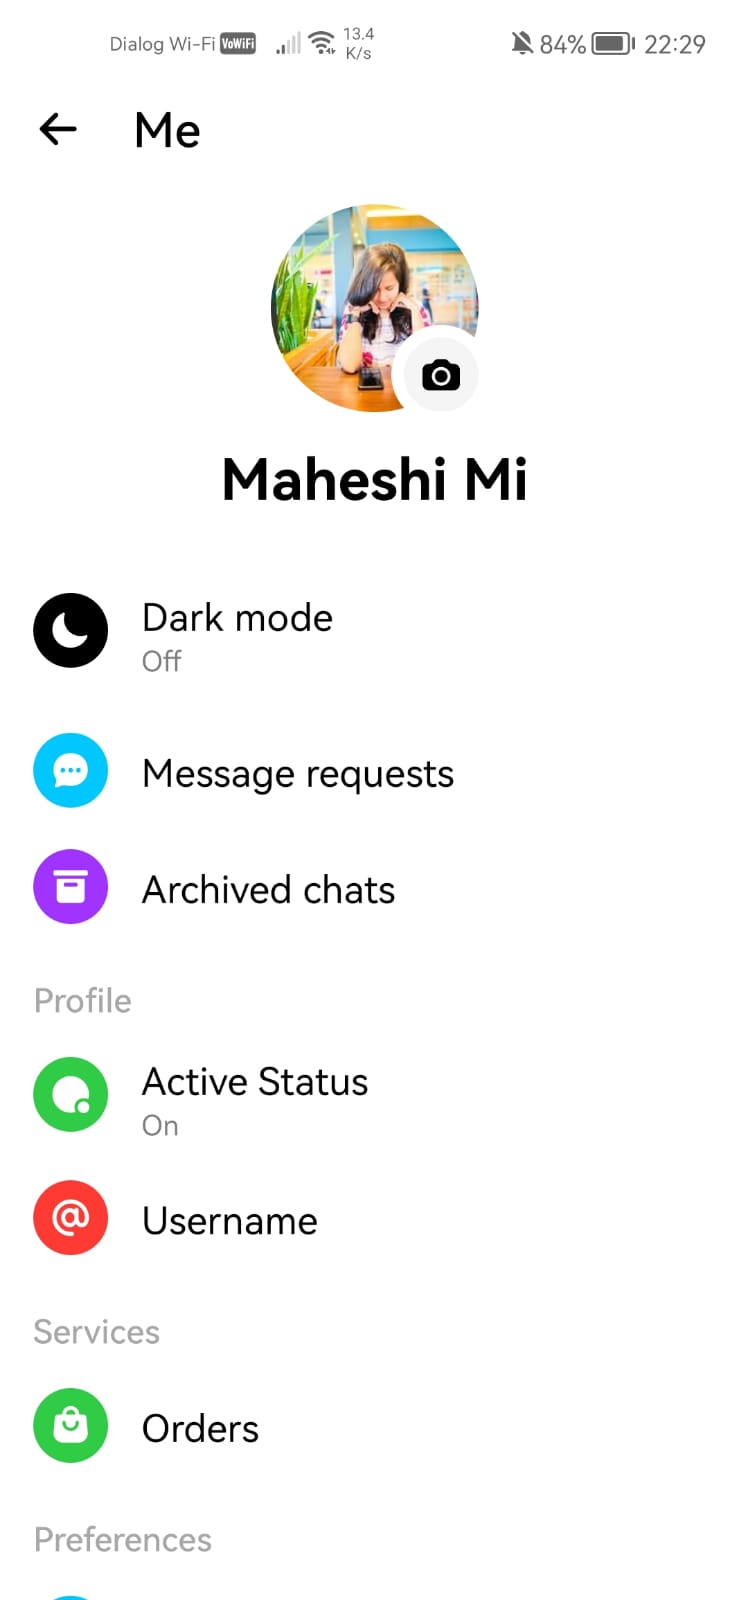 Dialog Wi-Fi VoWiFi 13.4 K/s 84% 22:29
Me
Maheshi Mi
Dark mode
Off
Message requests
Archived chats
Profile
Active Status
On
@ Username
Services
Orders
Preferences